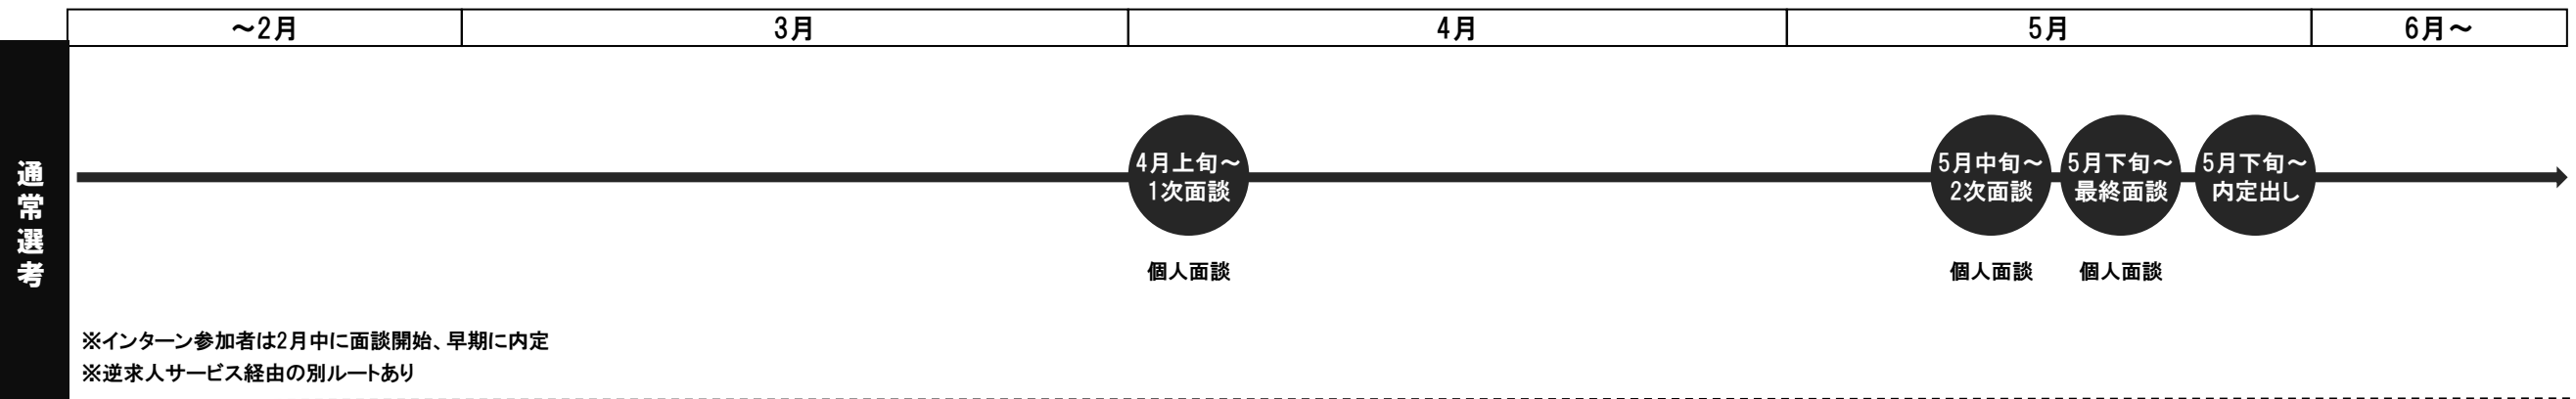 ～2月
3月
4月
5月
6月～
通常選考
4月上旬～
1次面談
5月中旬～
2次面談
5月下旬～
最終面談
5月下旬～
内定出し
個人面談
個人面談
個人面談
※インターン参加者は2月中に面談開始、早期に内定
※逆求人サービス経由の別ルートあり